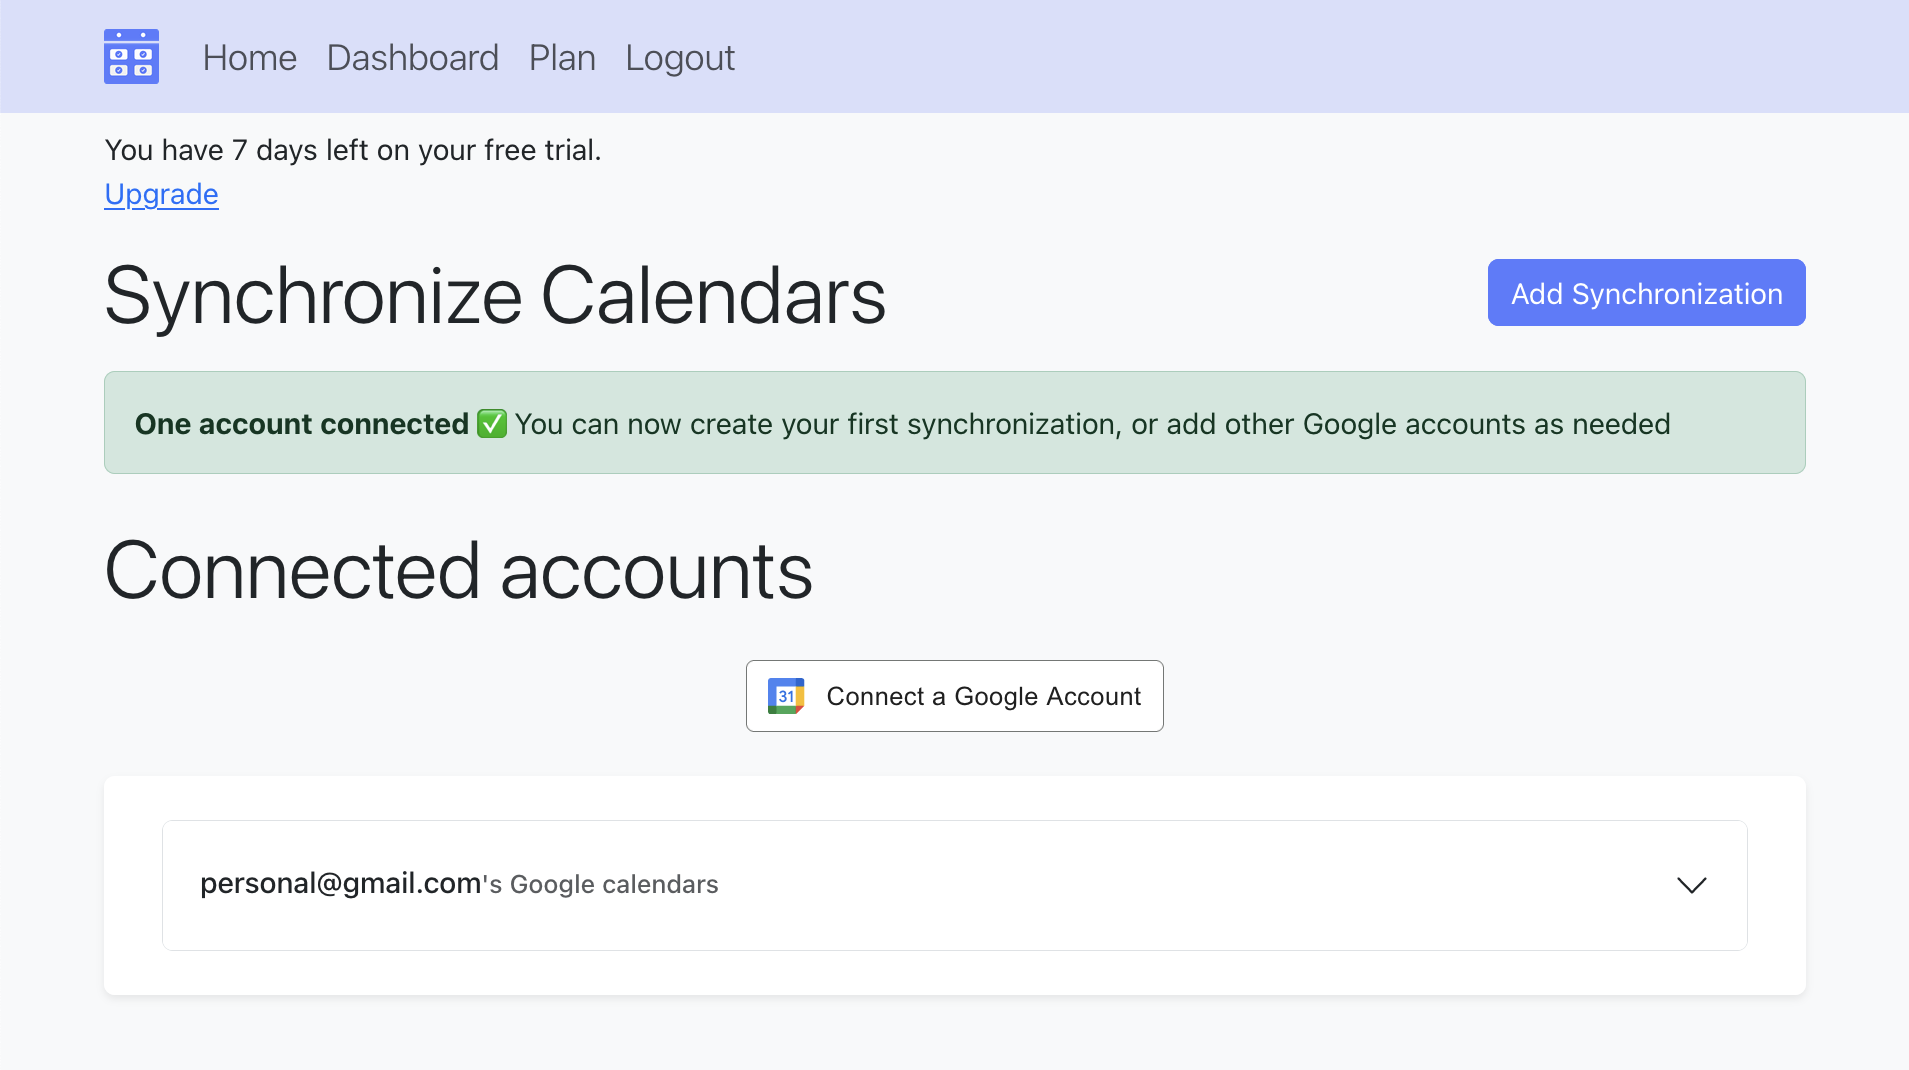 Home Dashboard Plan Logout
You have 7 days left on your free trial.
Upgrade
Synchronize Calendars
Add Synchronization
One account connected ✅ You can now create your first synchronization, or add other Google accounts as needed
Connected accounts
31 Connect a Google Account
personal@gmail.com's Google calendars